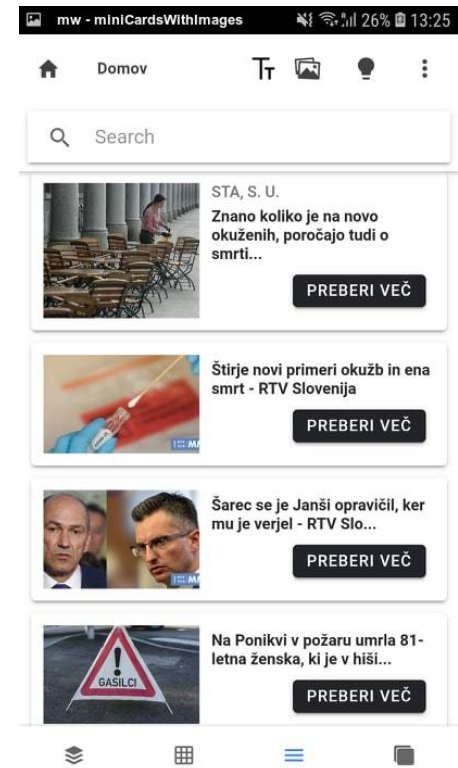 mw - miniCardsWithImages 26% 13:25
Domov
Search
STA, S. U.
Znano koliko je na novo
okuženih, poročajo tudi o
smrti...
PREBERI VEČ
Štirje novi primeri okužb in ena
smrt - RTV Slovenija
PREBERI VEČ
Šarec se je Janši opravičil, ker
mu je verjel - RTV Slo...
PREBERI VEČ
GASILCI
Na Ponikvi v požaru umrla 81-
letna ženska, ki je v hiši...
PREBERI VEČ